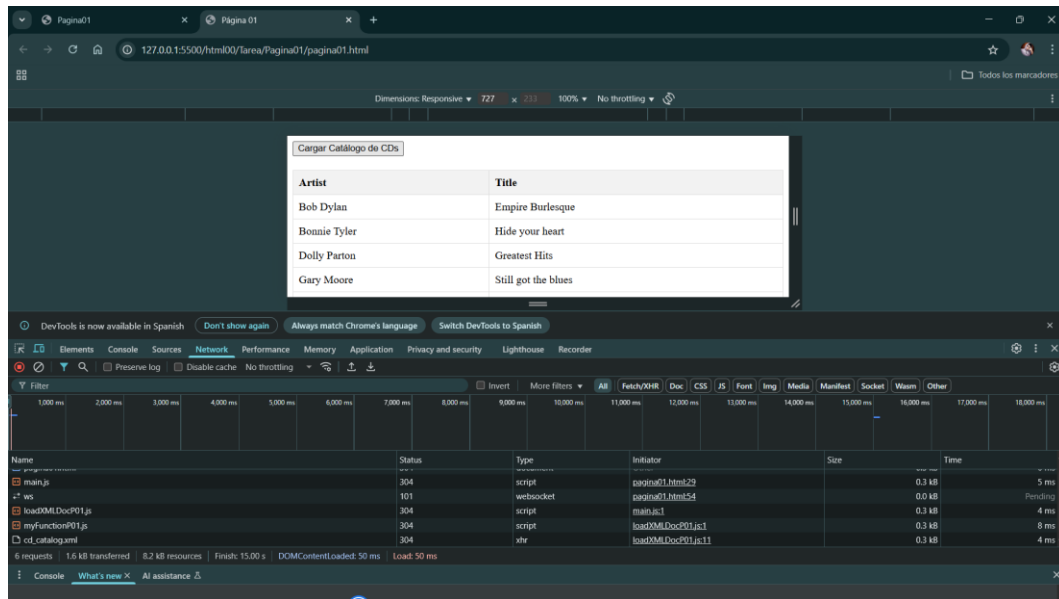 Pagina01
Página 01
127.0.0.1:5500/html00/Tarea/Pagina01/pagina01.html
Todos los marcadores
Dimensions: Responsive 727 x 233 100% No throttling
Cargar Catálogo de CDs
Artist Title
Bob Dylan Empire Burlesque
Bonnie Tyler Hide your heart
Dolly Parton Greatest Hits
Gary Moore Still got the blues
DevTools is now available in Spanish Don't show again Always match Chrome's language Switch DevTools to Spanish
Elements Console Sources Network Performance Memory Application Privacy and security Lighthouse Recorder
Preserve log Disable cache No throttling
Filter Invert More filters All Fetch/XHR Doc CSS JS Font Img Media Manifest Socket Wasm Other
1,000 ms 2,000 ms 3,000 ms 4,000 ms 5,000 ms 6,000 ms 7,000 ms 8,000 ms 9,000 ms 10,000 ms 11,000 ms 12,000 ms 13,000 ms 14,000 ms 15,000 ms 16,000 ms 17,000 ms 18,000 ms
Name Status Type Initiator Size Time
main.js 304 script pagina01.html:29 0.3 kB 5 ms
ws 101 websocket pagina01.html:54 0.0 kB Pending
loadXMLDocP01.js 304 script main.js:1 0.3 kB 4 ms
myFunctionP01.js 304 script loadXMLDocP01.js:1 0.3 kB 8 ms
cd_catalog.xml 304 xhr loadXMLDocP01.js:11 0.3 kB 4 ms
6 requests 1.6 kB transferred 8.2 kB resources Finish: 15.00 s DOMContentLoaded: 50 ms Load: 50 ms
Console What's new AI assistance